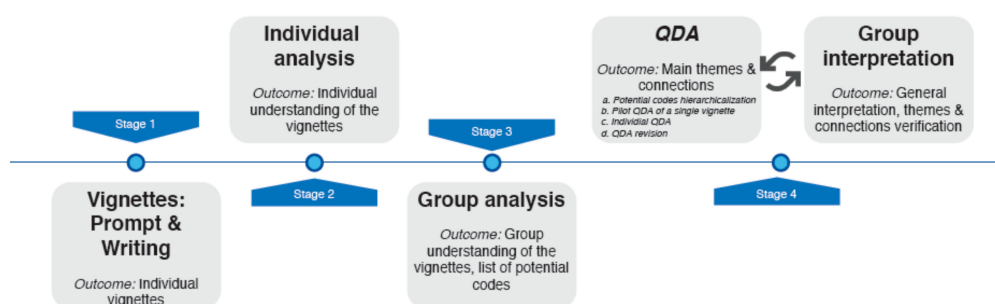 Stage 1
Vignettes:
Prompt &
Writing
Outcome: Individual
vignettes
Individual
analysis
Outcome: Individual
understanding of the
vignettes
Stage 2
Stage 3
Group analysis
Outcome: Group
understanding of the
vignettes, list of potential
codes
QDA
Outcome: Main themes &
connections
a. Potential codes hierarchicalization
b. Pilot QDA of a single vignette
c. Individial QDA
d. QDA revision
Group
interpretation
Outcome: General
interpretation, themes &
connections verification
Stage 4